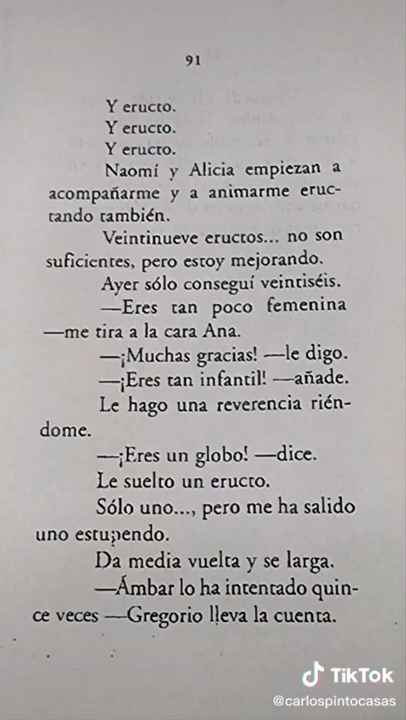 91
Y eructo.
Y eructo.
Y eructo.
Naomí y Alicia empiezan a
acompañarme y a animarme eruc-
tando también.
Veintinueve eructos... no son
suficientes, pero estoy mejorando.
Ayer sólo conseguí veintiséis.
—Eres tan poco femenina
—me tira a la cara Ana.
—¡Muchas gracias! —le digo.
—¡Eres tan infantil! —añade.
Le hago una reverencia rién-
dome.
—¡Eres un globo! —dice.
Le suelto un eructo.
Sólo uno..., pero me ha salido
uno estupendo.
Da media vuelta y se larga.
—Ámbar lo ha intentado quin-
ce veces —Gregorio lleva la cuenta.
TikTok
@carlospintocasas